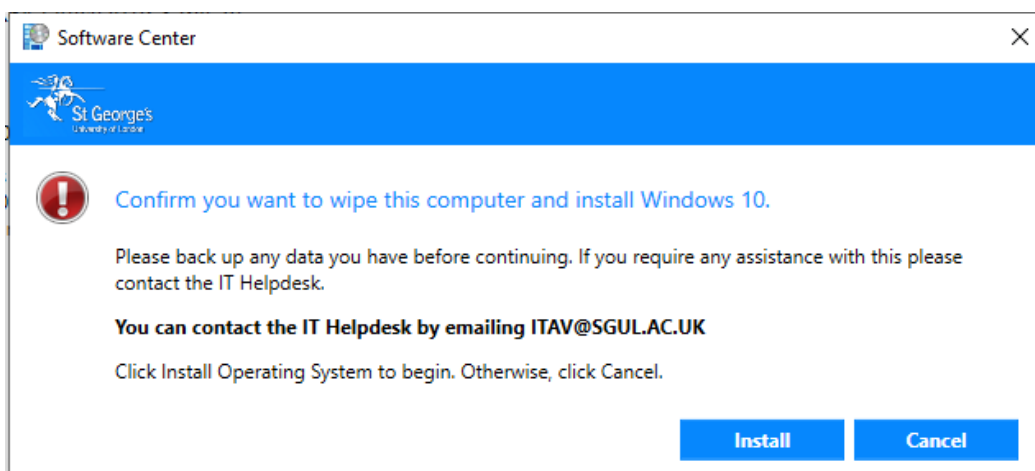 Software Center
St George's
University of London
Confirm you want to wipe this computer and install Windows 10.
Please back up any data you have before continuing. If you require any assistance with this please
contact the IT Helpdesk.
You can contact the IT Helpdesk by emailing ITAV@SGUL.AC.UK
Click Install Operating System to begin. Otherwise, click Cancel.
Install Cancel